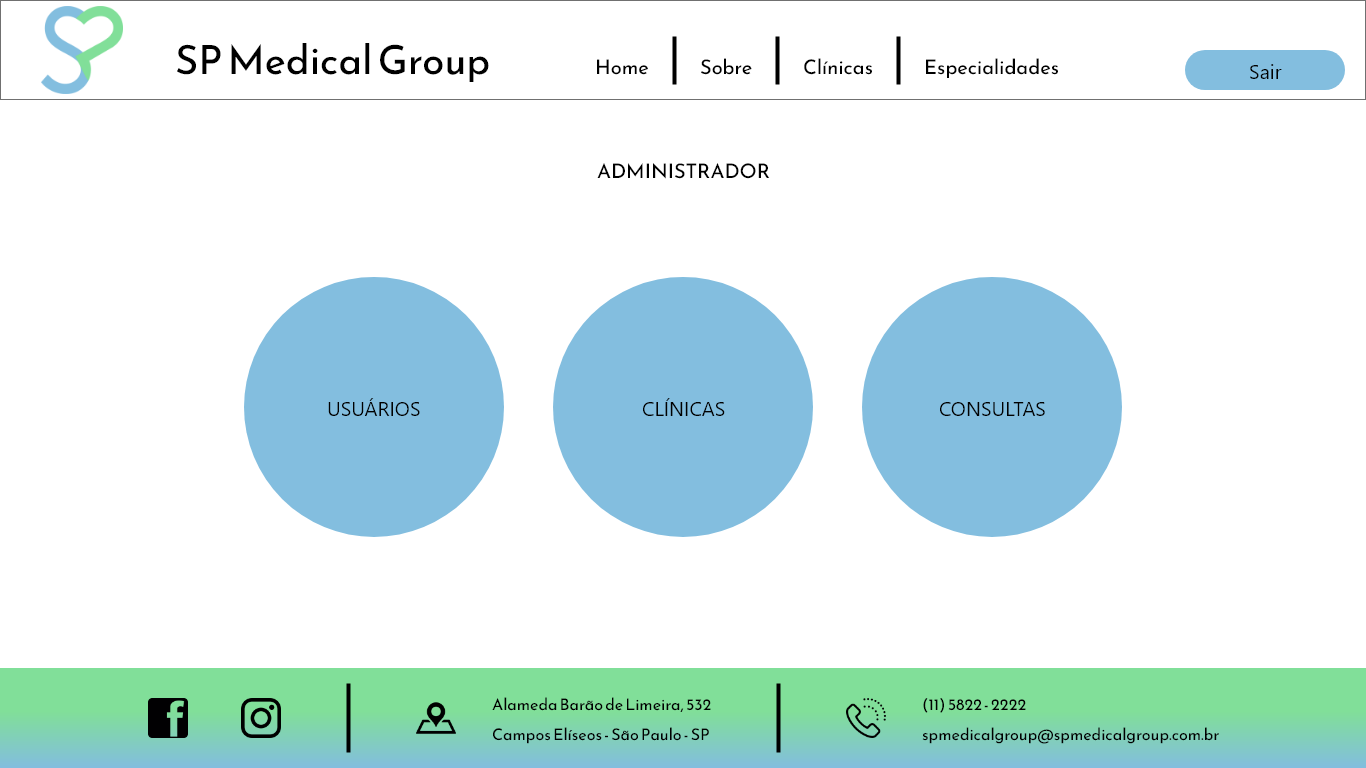 SP Medical Group
Home
Sobre
Clínicas
Especialidades
Sair
ADMINISTRADOR
USUÁRIOS
CLÍNICAS
CONSULTAS
Alameda Barão de Limeira, 532
Campos Elíseos - São Paulo - SP
(11) 5822 - 2222
spmedicalgroup@spmedicalgroup.com.br